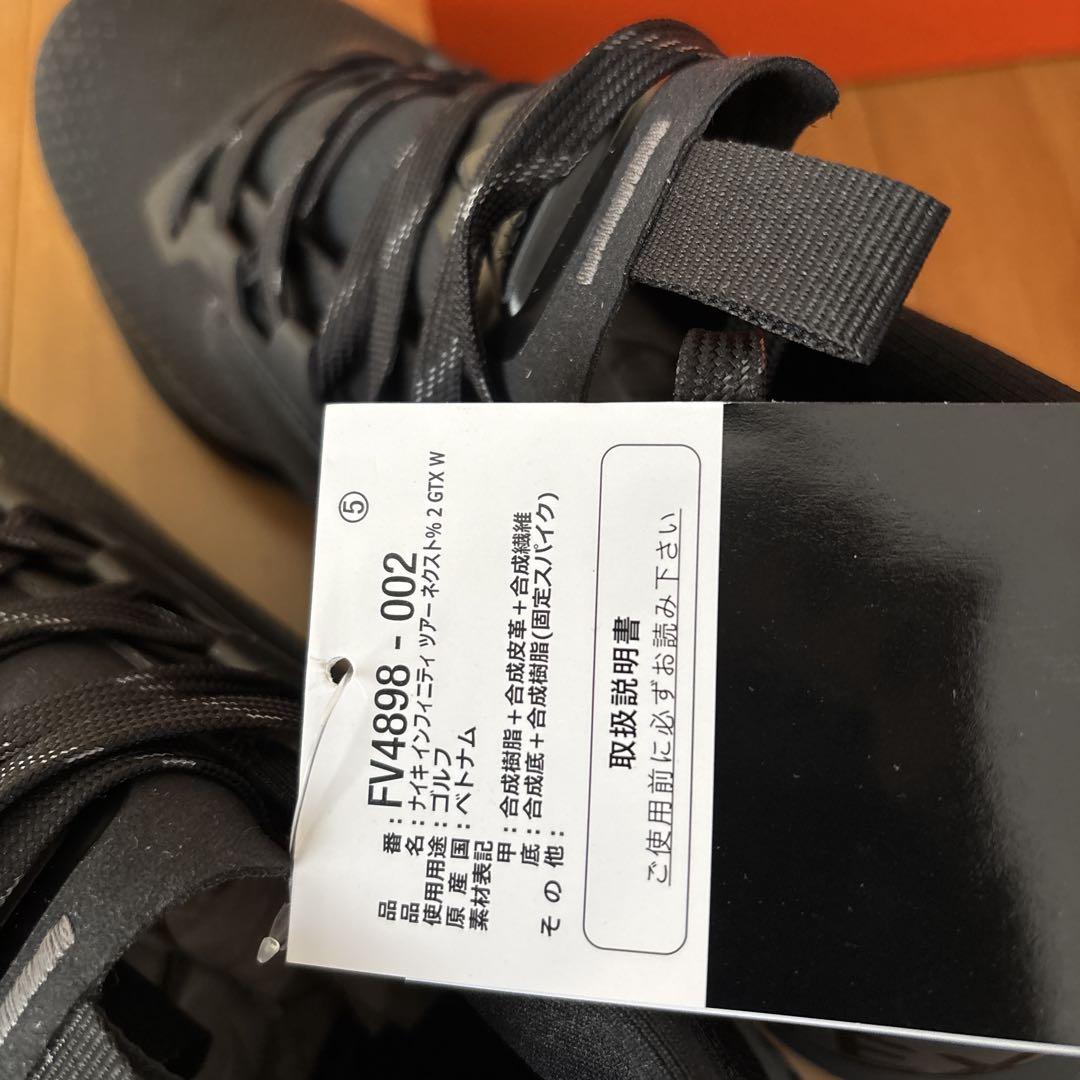 ⑤
品番：FV4898 - 002
品名：ナイキ インフィニティ ツアー ネクスト% 2 GTX W
使用用途：ゴルフ
原産国：ベトナム
素材表記
甲：合成樹脂＋合成皮革＋合成繊維
底：合成底＋合成樹脂(固定スパイク)
その他：
取扱説明書
ご使用前に必ずお読み下さい